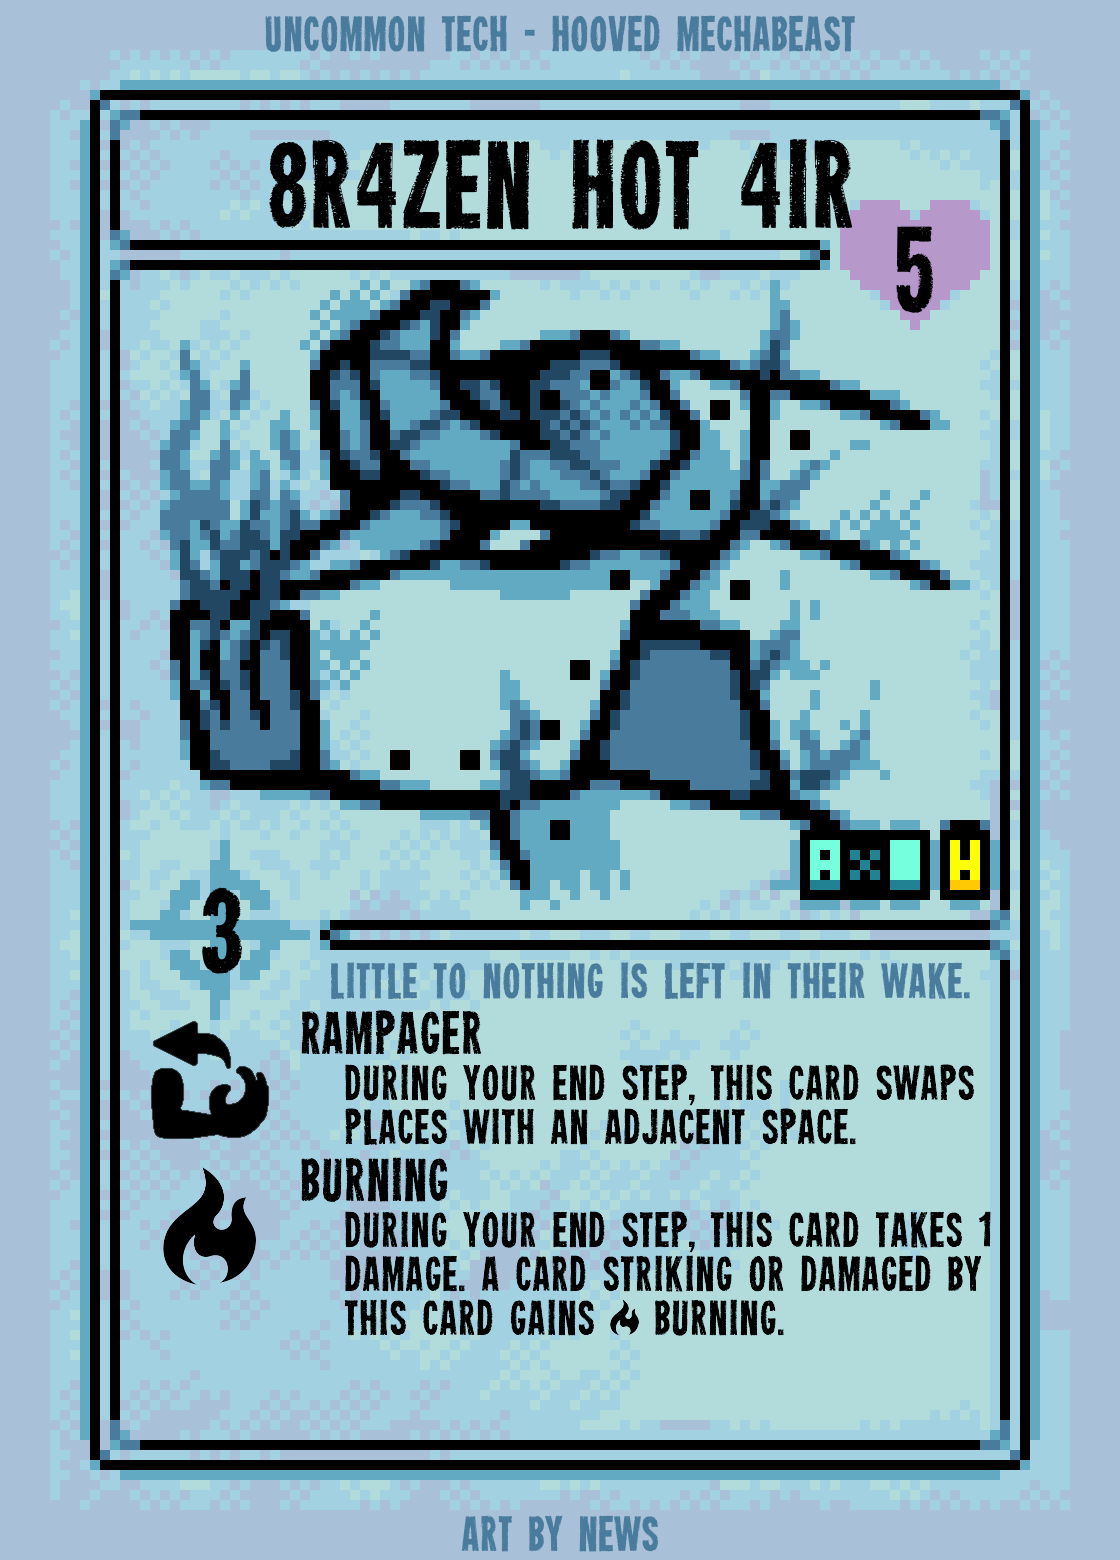 UNCOMMON TECH - HOOVED MECHABEAST
8R4ZEN HOT 4IR
5
3
LITTLE TO NOTHING IS LEFT IN THEIR WAKE.
RAMPAGER
DURING YOUR END STEP, THIS CARD SWAPS
PLACES WITH AN ADJACENT SPACE.
BURNING
DURING YOUR END STEP, THIS CARD TAKES 1
DAMAGE. A CARD STRIKING OR DAMAGED BY
THIS CARD GAINS BURNING.
ART BY NEWS